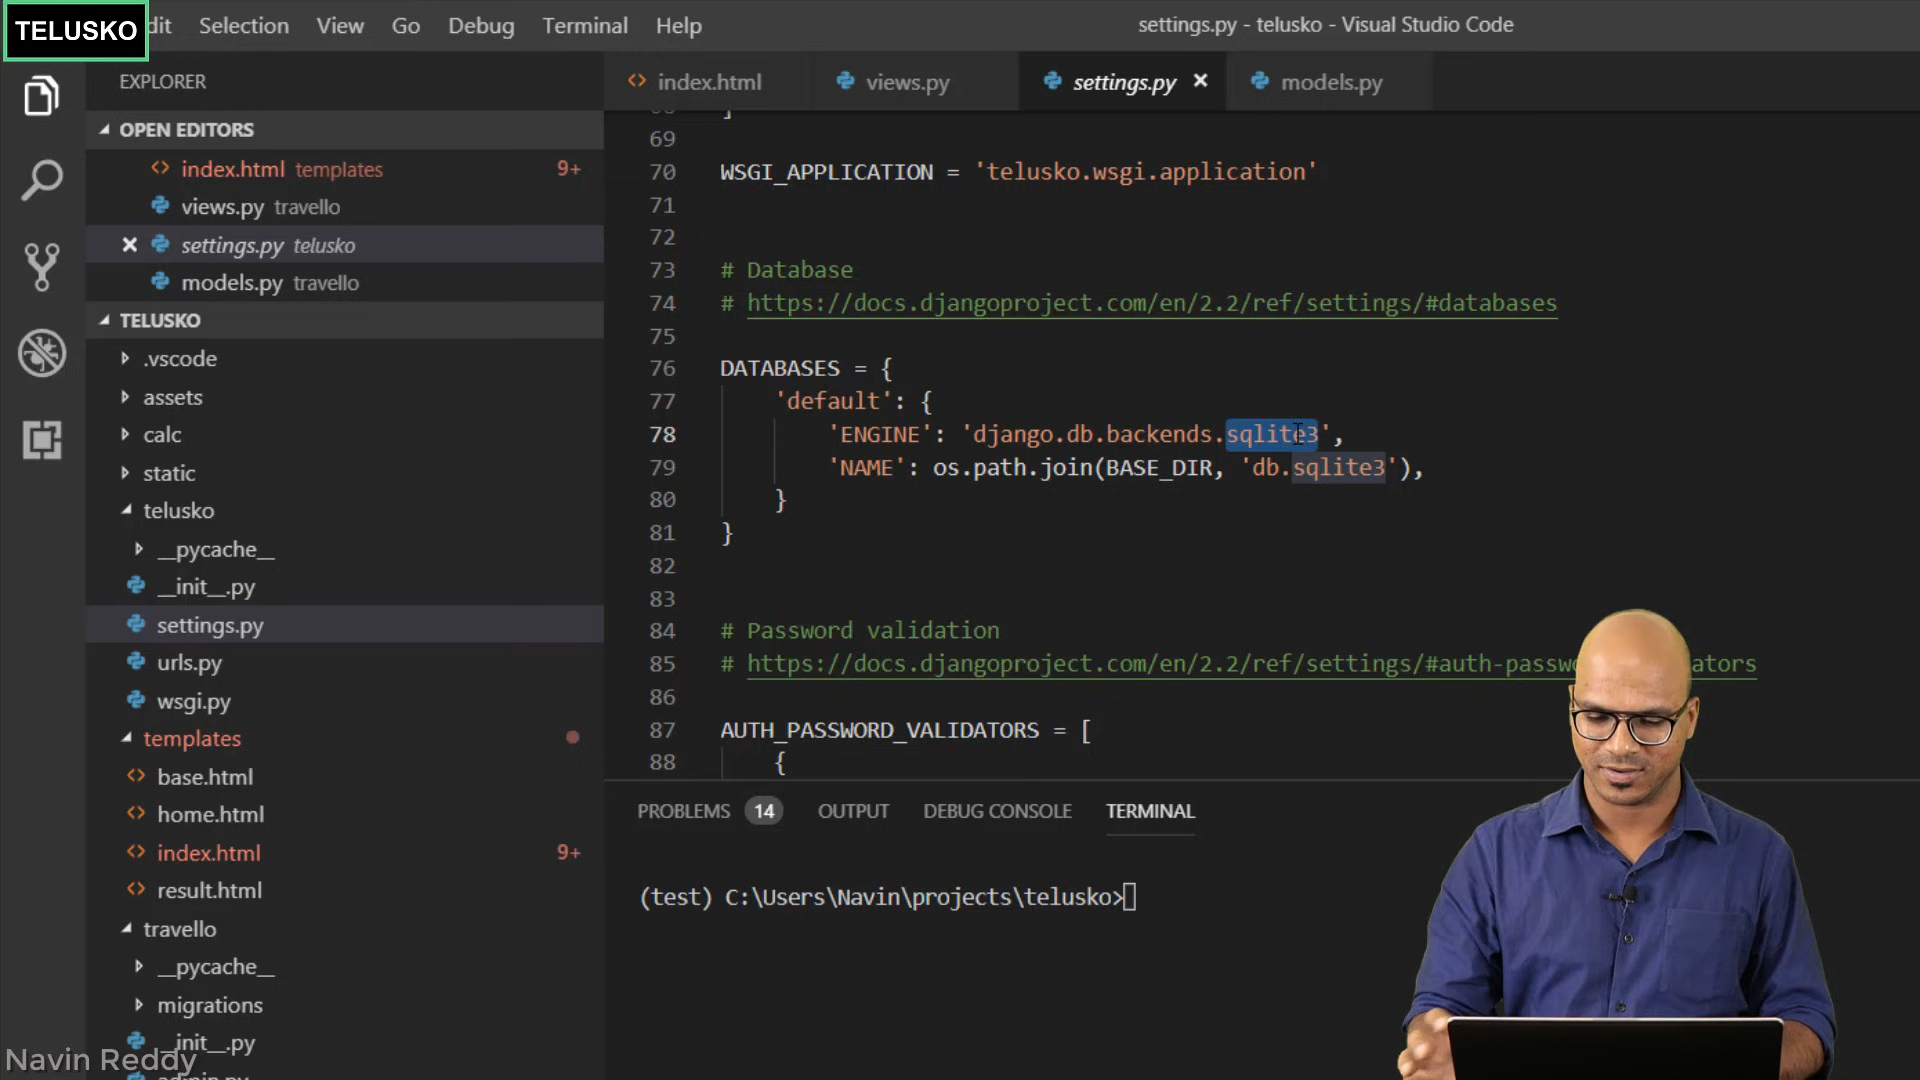 TELUSKO
dit Selection View Go Debug Terminal Help
settings.py - telusko - Visual Studio Code
EXPLORER
OPEN EDITORS
index.html templates 9+
views.py travello
settings.py telusko
models.py travello
TELUSKO
.vscode
assets
calc
static
telusko
__pycache__
__init__.py
settings.py
urls.py
wsgi.py
templates
base.html
home.html
index.html 9+
result.html
travello
__pycache__
migrations
__init__.py
admin.py
index.html views.py settings.py models.py
68 ]
69
70 WSGI_APPLICATION = 'telusko.wsgi.application'
71
72
73 # Database
74 # https://docs.djangoproject.com/en/2.2/ref/settings/#databases
75
76 DATABASES = {
77 'default': {
78 'ENGINE': 'django.db.backends.sqlite3',
79 'NAME': os.path.join(BASE_DIR, 'db.sqlite3'),
80 }
81 }
82
83
84 # Password validation
85 # https://docs.djangoproject.com/en/2.2/ref/settings/#auth-passw ators
86
87 AUTH_PASSWORD_VALIDATORS = [
88 {
PROBLEMS 14 OUTPUT DEBUG CONSOLE TERMINAL
(test) C:\Users\Navin\projects\telusko>
Navin Reddy